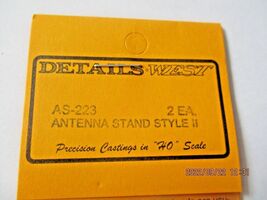 DETAILS WEST
AS-223 2 EA.
ANTENNA STAND STYLE II
Precision Castings in "HO" Scale